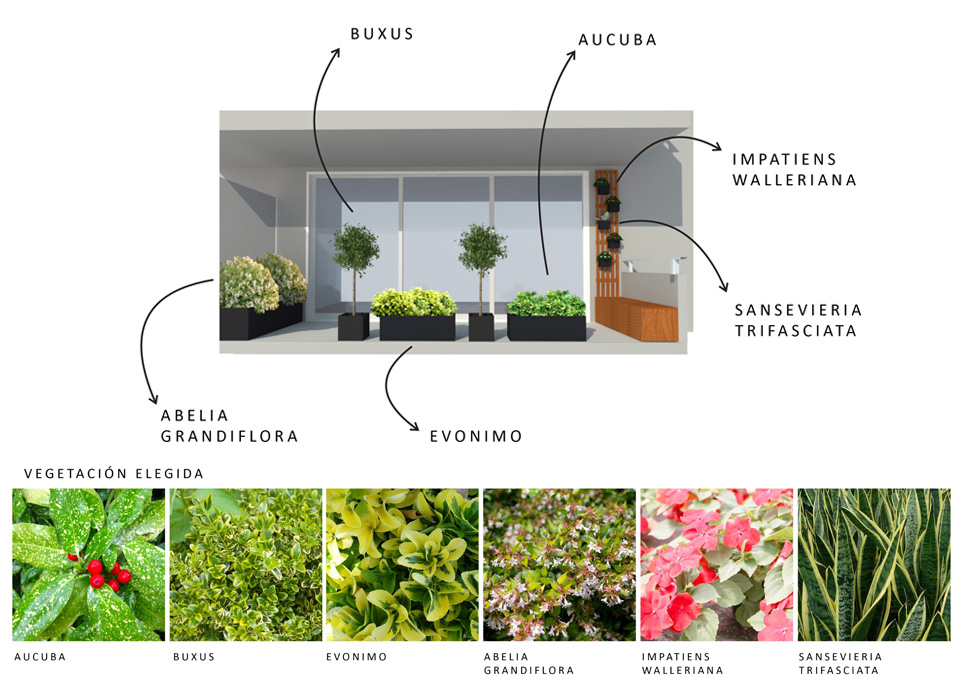 BUXUS
AUCUBA
IMPATIENS
WALLERIANA
SANSEVIERIA
TRIFASCIATA
ABELIA
GRANDIFLORA
EVONIMO
VEGETACIÓN ELEGIDA
AUCUBA
BUXUS
EVONIMO
ABELIA
GRANDIFLORA
IMPATIENS
WALLERIANA
SANSEVIERIA
TRIFASCIATA